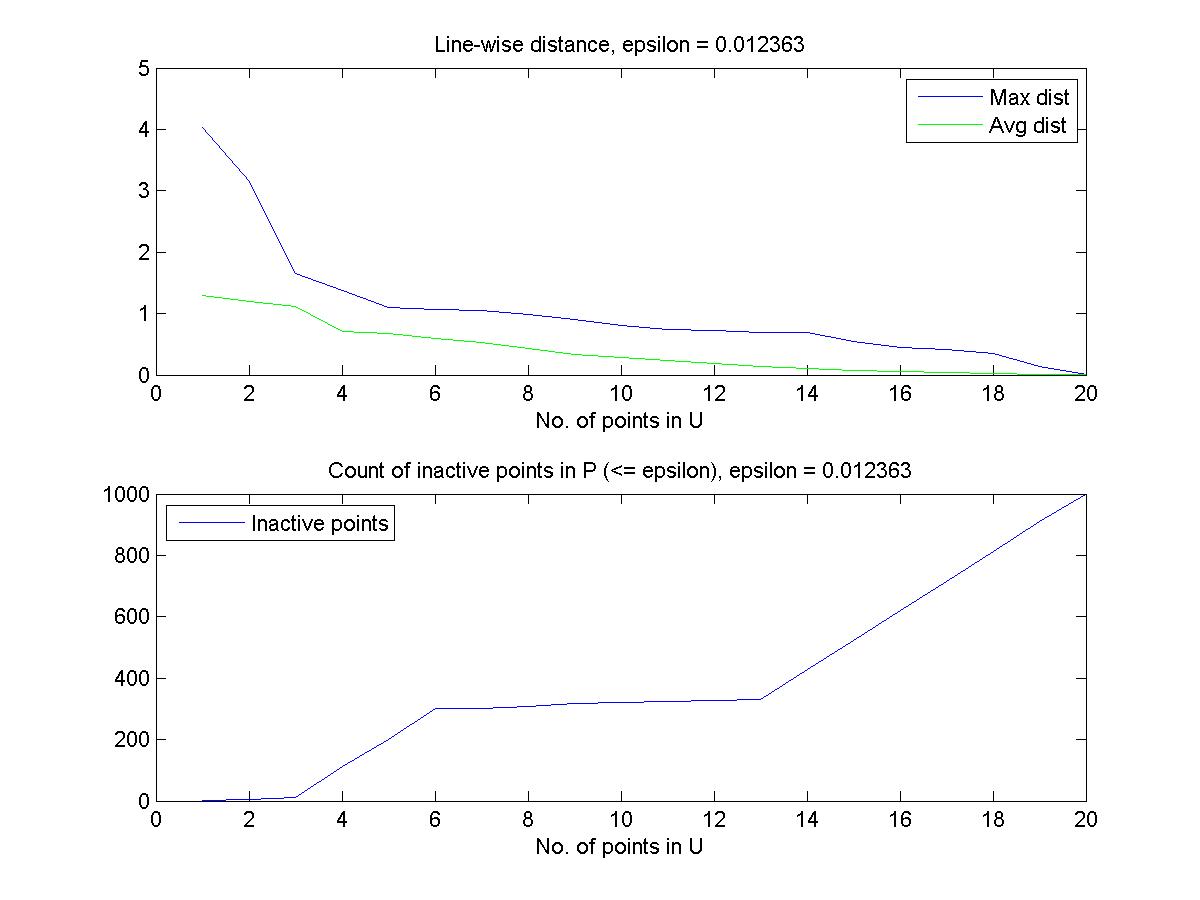 Line-wise distance, epsilon = 0.012363
5
4
3
2
1
0
Max dist
Avg dist
0 2 4 6 8 10 12 14 16 18 20
No. of points in U
Count of inactive points in P (<= epsilon), epsilon = 0.012363
1000
800
600
400
200
0
Inactive points
0 2 4 6 8 10 12 14 16 18 20
No. of points in U